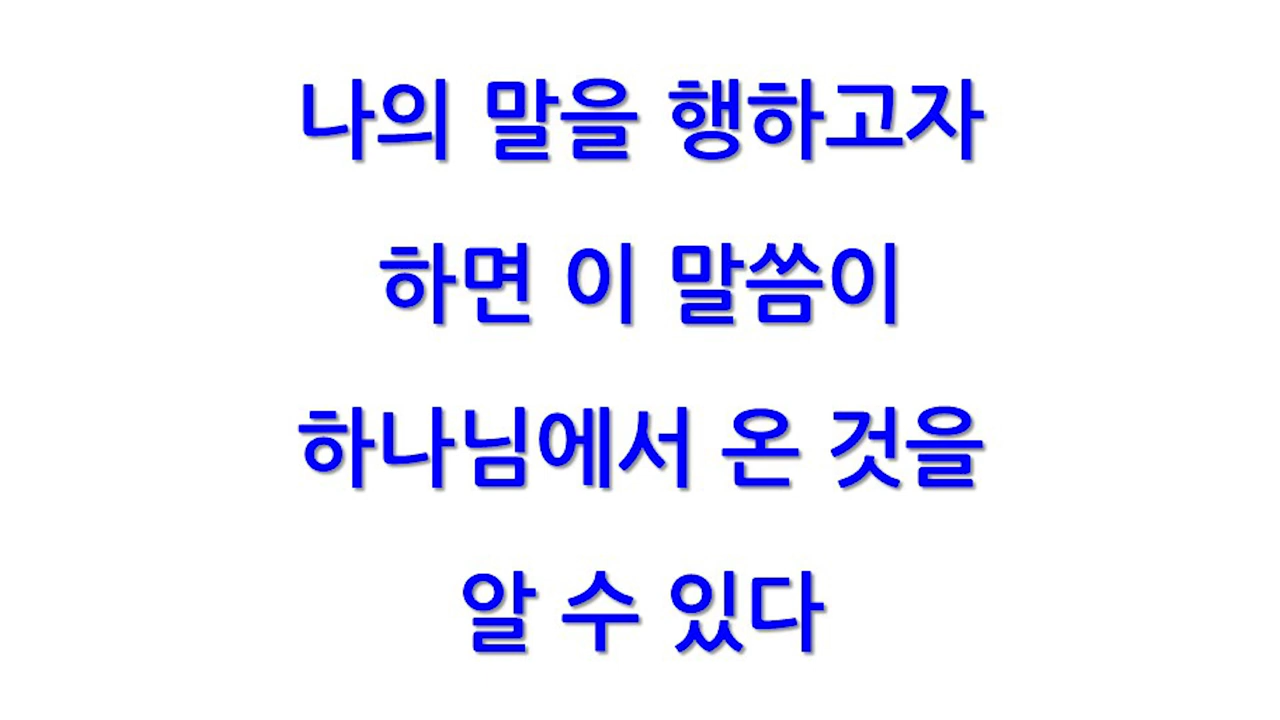 나의 말을 행하고자
하면 이 말씀이
하나님에서 온 것을
알 수 있다